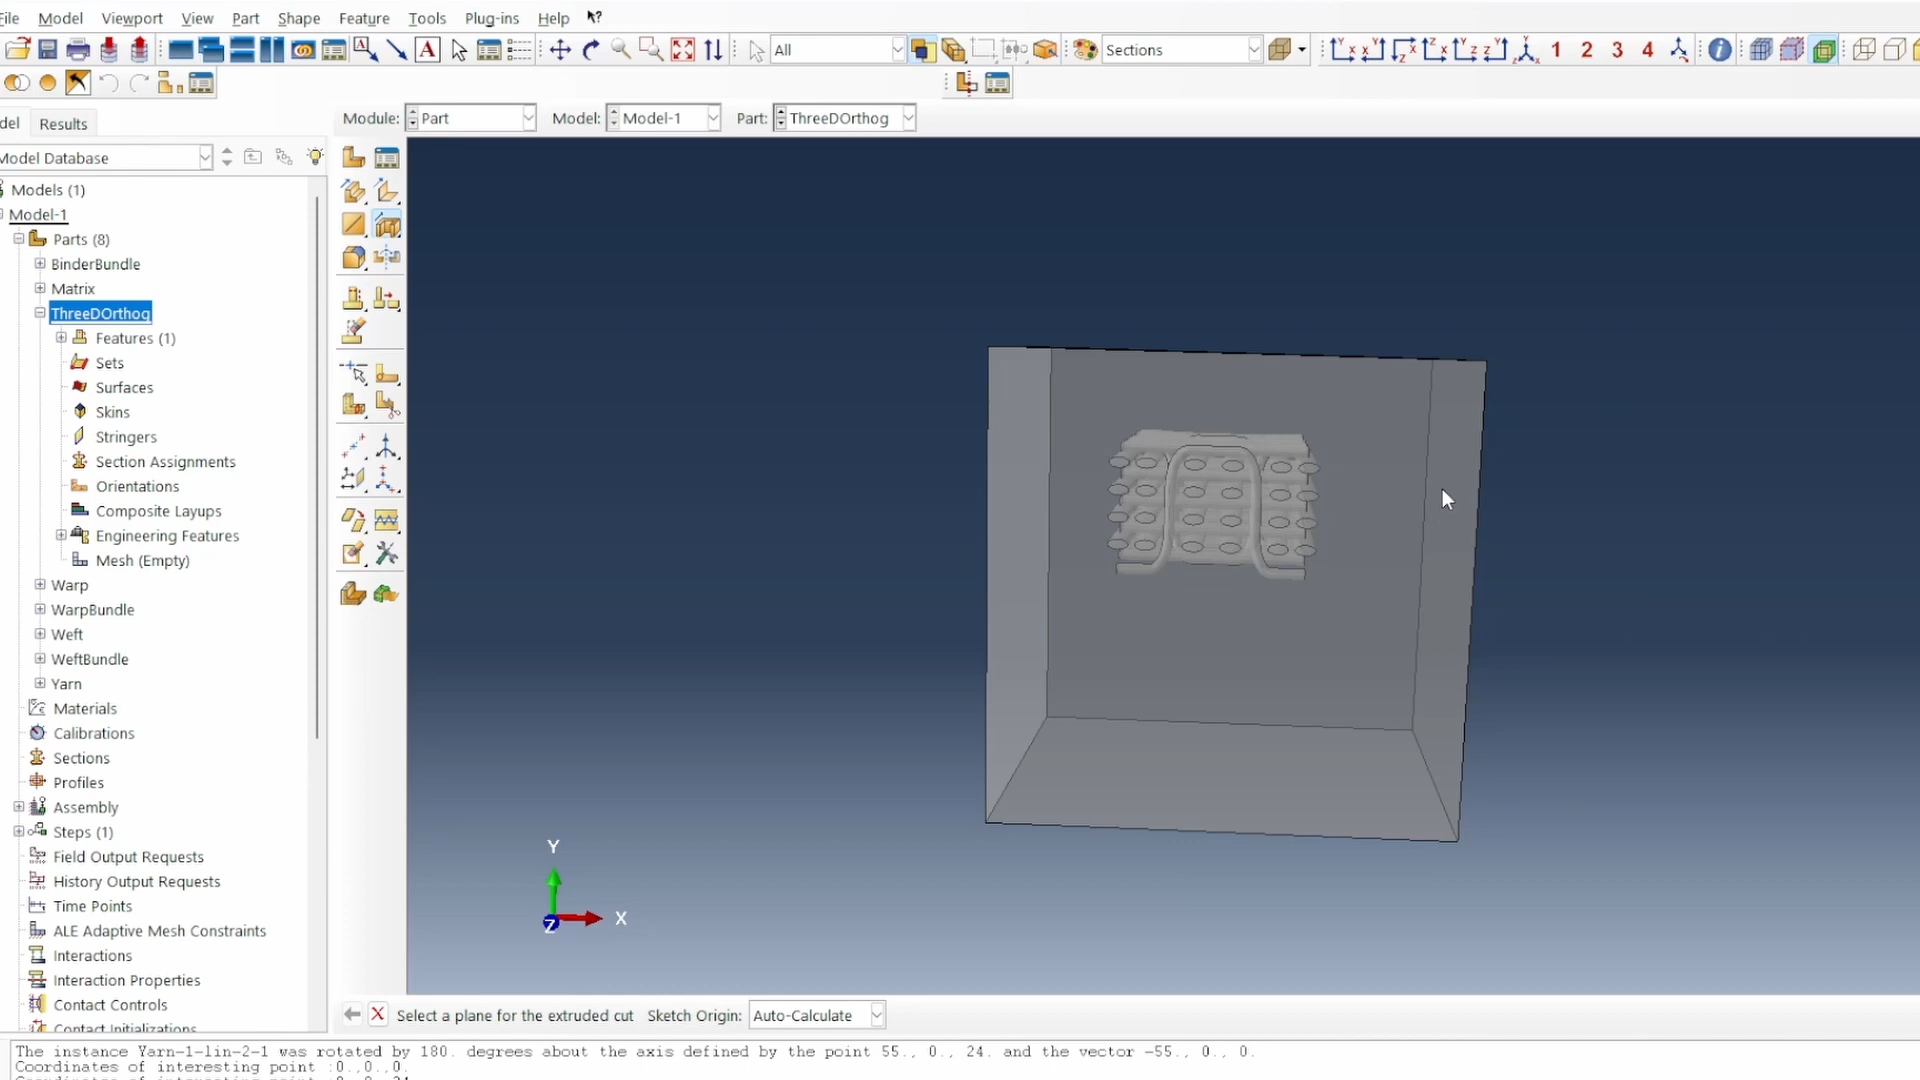 File Model Viewport View Part Shape Feature Tools Plug-ins Help
A All Sections 1 2 3 4
del Results Module: Part Model: Model-1 Part: ThreeDOrthog
Model Database
Models (1)
Model-1
Parts (8)
BinderBundle
Matrix
ThreeDOrthog
Features (1)
Sets
Surfaces
Skins
Stringers
Section Assignments
Orientations
Composite Layups
Engineering Features
Mesh (Empty)
Warp
WarpBundle
Weft
WeftBundle
Yarn
Materials
Calibrations
Sections
Profiles
Assembly
Steps (1)
Field Output Requests
History Output Requests
Time Points
ALE Adaptive Mesh Constraints
Interactions
Interaction Properties
Contact Controls
Contact Initializations
Y
Z X
X Select a plane for the extruded cut Sketch Origin: Auto-Calculate
The instance Yarn-1-lin-2-1 was rotated by 180. degrees about the axis defined by the point 55., 0., 24. and the vector -55., 0., 0.
Coordinates of interesting point :0.,0.,0.